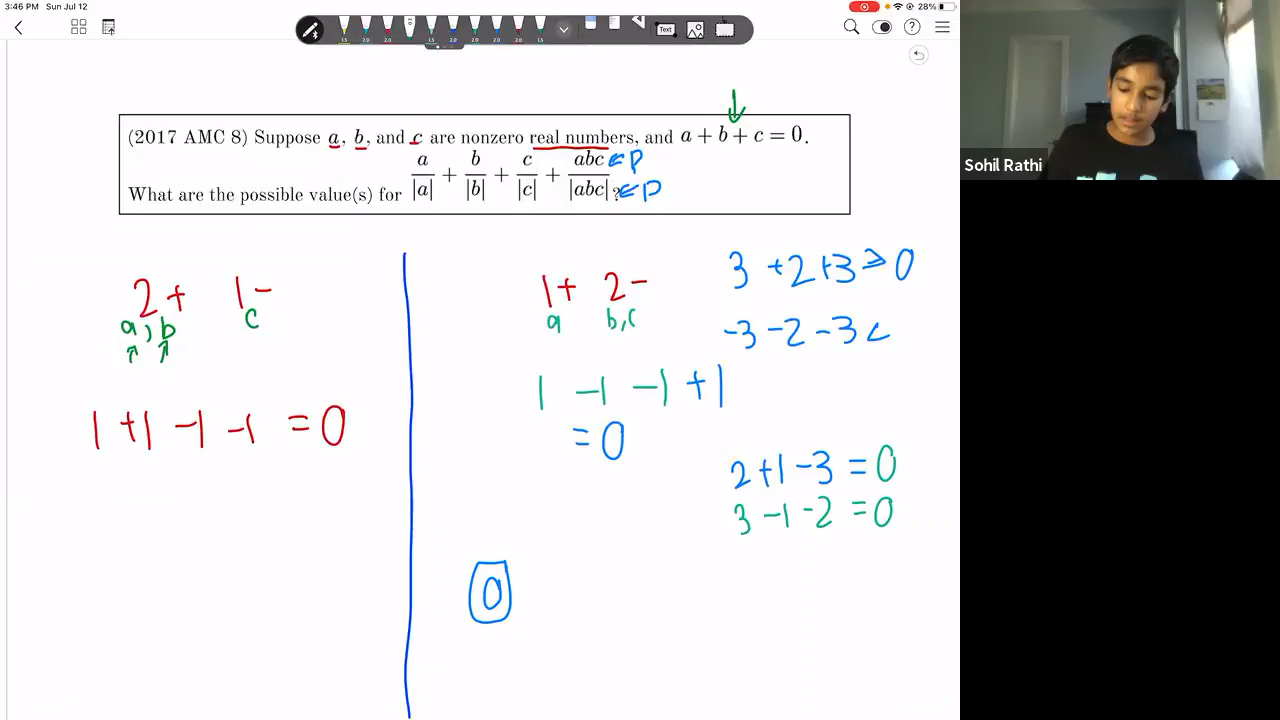 3:46 PM Sun Jul 12
28%
Text
(2017 AMC 8) Suppose a, b, and c are nonzero real numbers, and a + b + c = 0.
What are the possible value(s) for a/|a| + b/|b| + c/|c| + abc/|abc|?
P
P
2+ 1-
a, b c
1 +1 -1 -1 = 0
1+ 2-
a b, c
1 -1 -1 +1
= 0
3 +2 +3 > 0
-3 -2 -3 <
2 +1 -3 = 0
3 -1 -2 = 0
0
Sohil Rathi